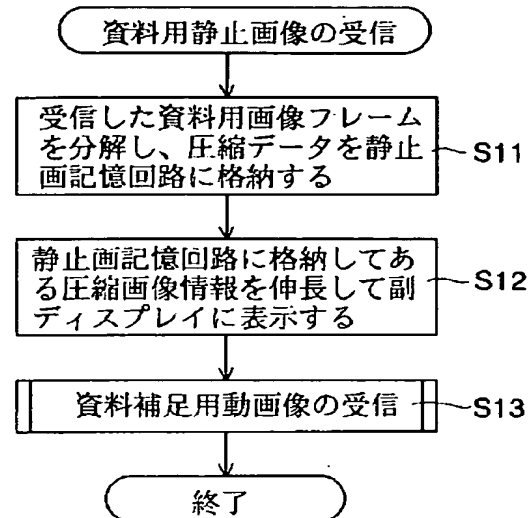 資料用静止画像の受信
受信した資料用画像フレーム
を分解し、圧縮データを静止
画記憶回路に格納する
S11
静止画記憶回路に格納してあ
る圧縮画像情報を伸長して副
ディスプレイに表示する
S12
資料補足用動画像の受信
S13
終了